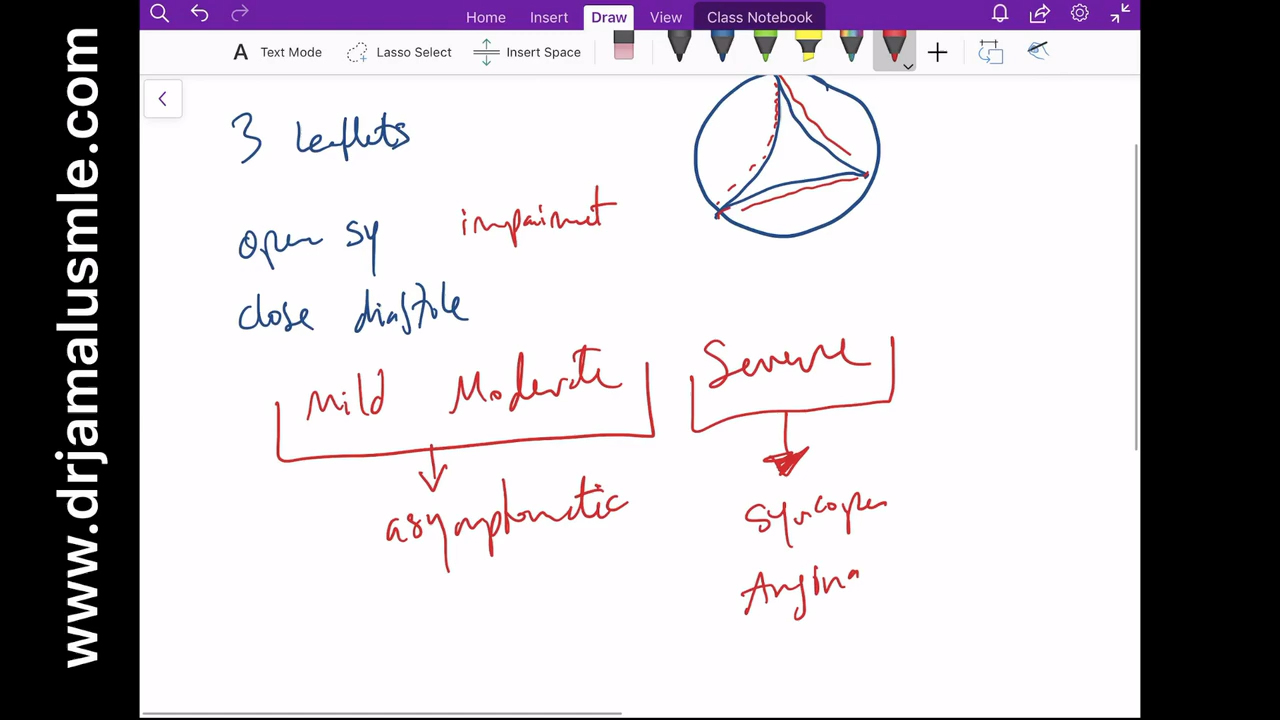 www.drjamalusmle.com
Home Insert Draw View Class Notebook
A Text Mode Lasso Select Insert Space
3 leaflets
open sy impairmet
close diastole
Mild Moderate Severe
asymptomatic
Syncope
Angina